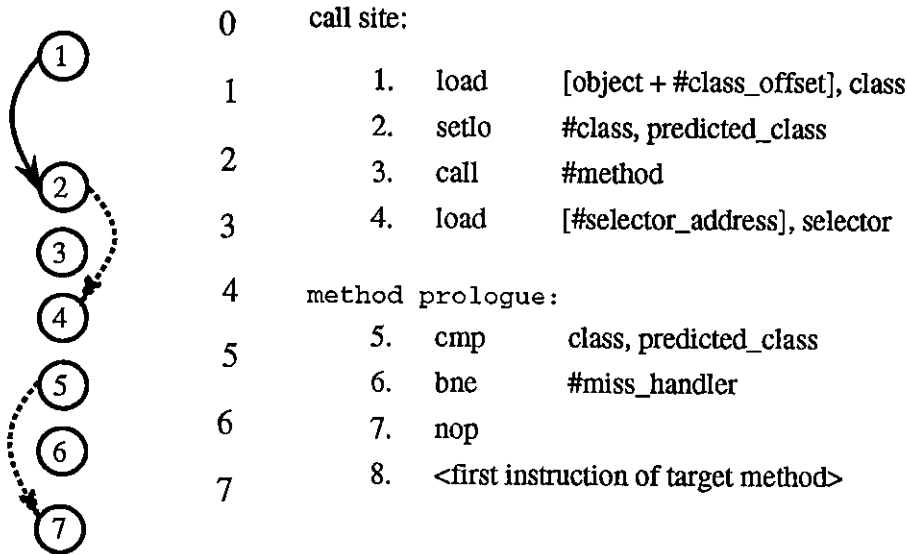 0 call site:
1
1 1. load [object + #class_offset], class
2 2. setlo #class, predicted_class
2 3. call #method
3 4. load [#selector_address], selector
3
4 method prologue:
4 5. cmp class, predicted_class
5 6. bne #miss_handler
5
6 7. nop
6
7 8. <first instruction of target method>
7